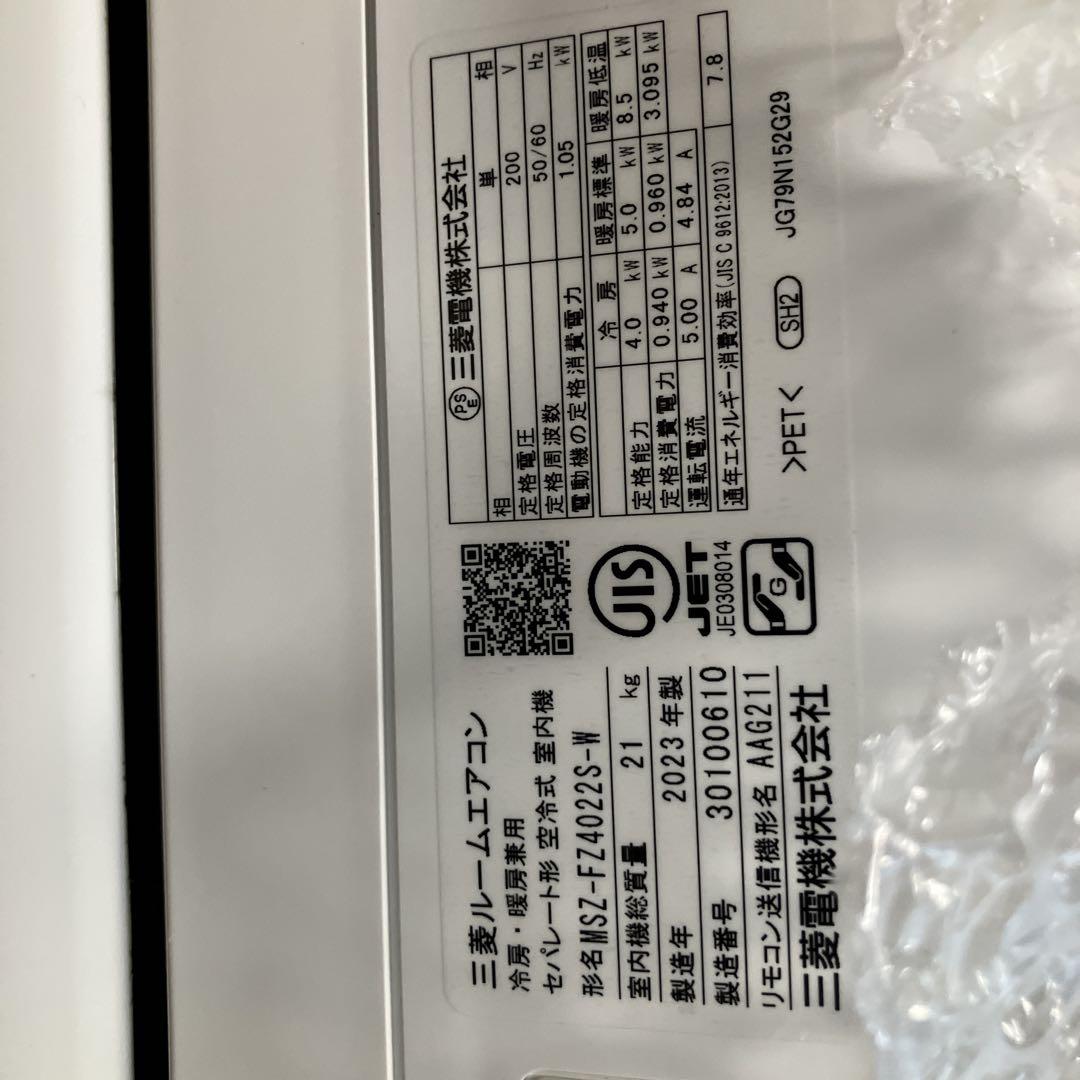 三菱ルームエアコン
冷房・暖房兼用
セパレート形 空冷式 室内機
形名 MSZ-FZ4022S-W
室内機総質量 21 kg
製造年 2023 年製
製造番号 30100610
リモコン送信機形名 AAG211
三菱電機株式会社
JIS
JET
JE0308014
G
PS
E 三菱電機株式会社
相 単 相
定格電圧 200 V
定格周波数 50/60 Hz
電動機の定格消費電力 1.05 kW
冷 房 暖房標準 暖房低温
定格能力 4.0 kW 5.0 kW 8.5 kW
定格消費電力 0.940 kW 0.960 kW 3.095 kW
運転電流 5.00 A 4.84 A
通年エネルギー消費効率(JIS C 9612:2013) 7.8
>PET< SH2 JG79N152G29